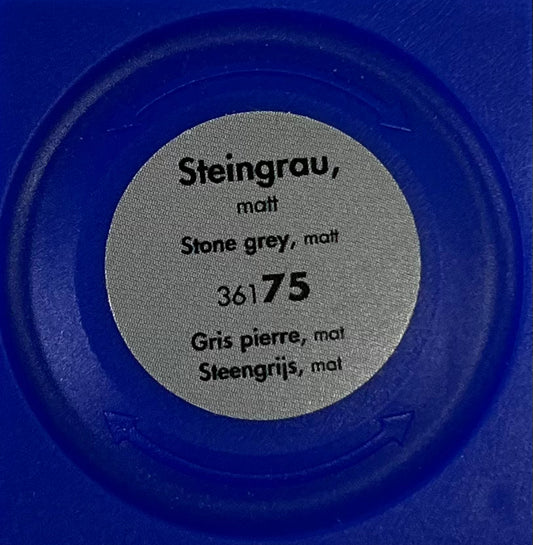 Steingrau,
matt
Stone grey, matt
36175
Gris pierre, mat
Steengrijs, mat